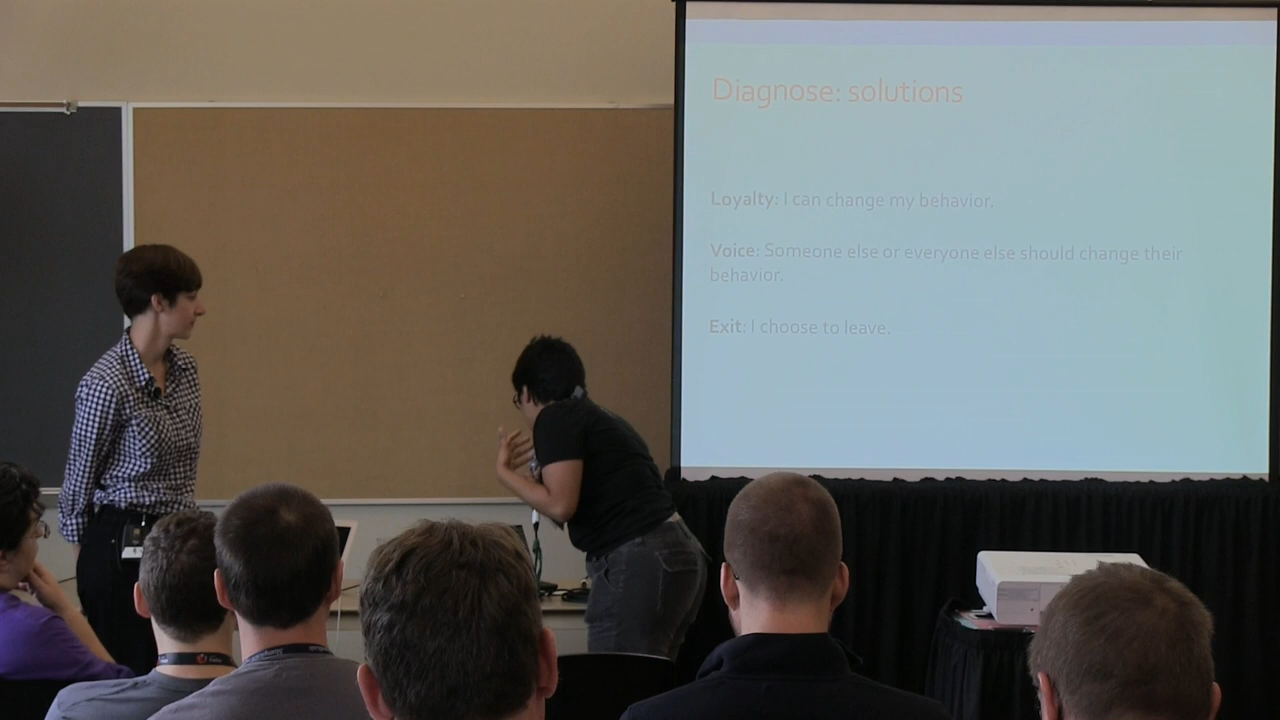 Diagnose: solutions
Loyalty: I can change my behavior.
Voice: Someone else or everyone else should change their
behavior.
Exit: I choose to leave.